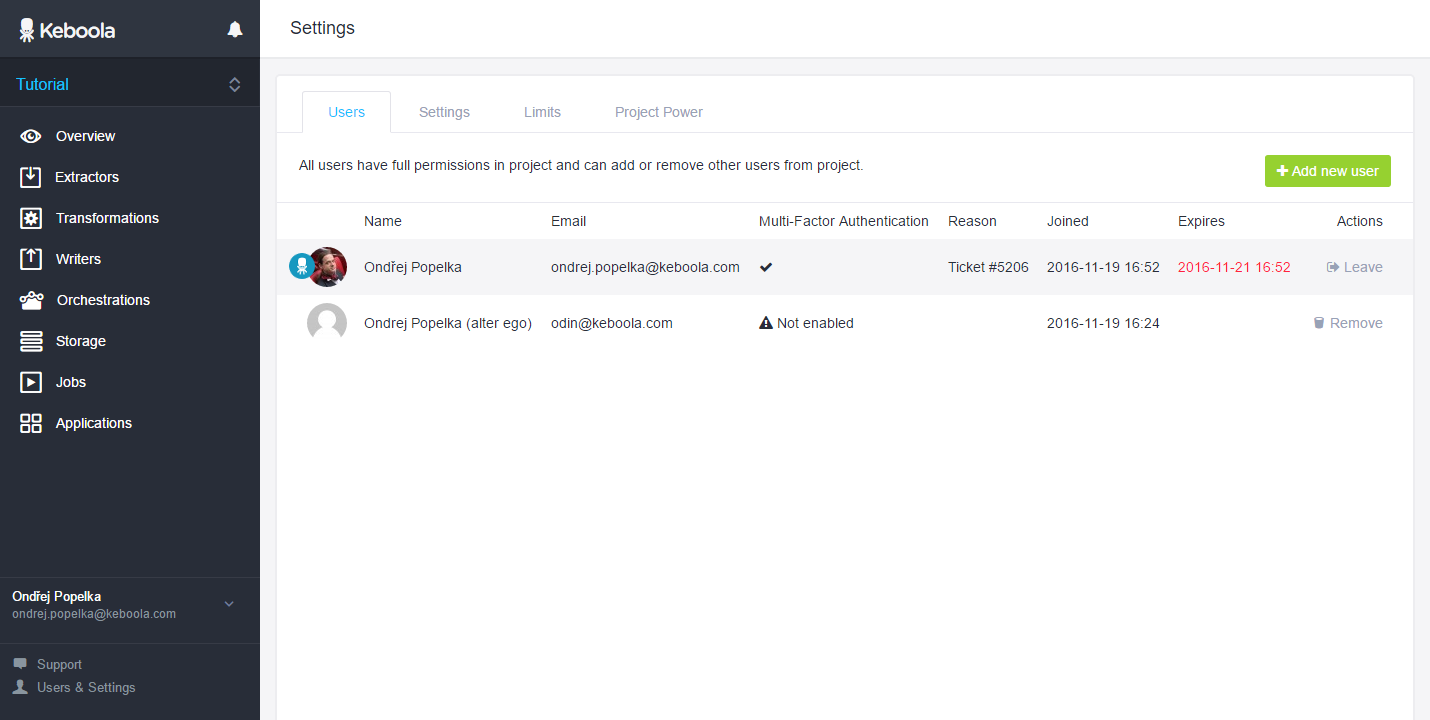 Keboola
Tutorial
Overview
Extractors
Transformations
Writers
Orchestrations
Storage
Jobs
Applications
Ondřej Popelka
ondrej.popelka@keboola.com
Support
Users & Settings
Settings
Users Settings Limits Project Power
All users have full permissions in project and can add or remove other users from project.
Add new user
Name Email Multi-Factor Authentication Reason Joined Expires Actions
Ondřej Popelka ondrej.popelka@keboola.com Ticket #5206 2016-11-19 16:52 2016-11-21 16:52 Leave
Ondrej Popelka (alter ego) odin@keboola.com Not enabled 2016-11-19 16:24 Remove